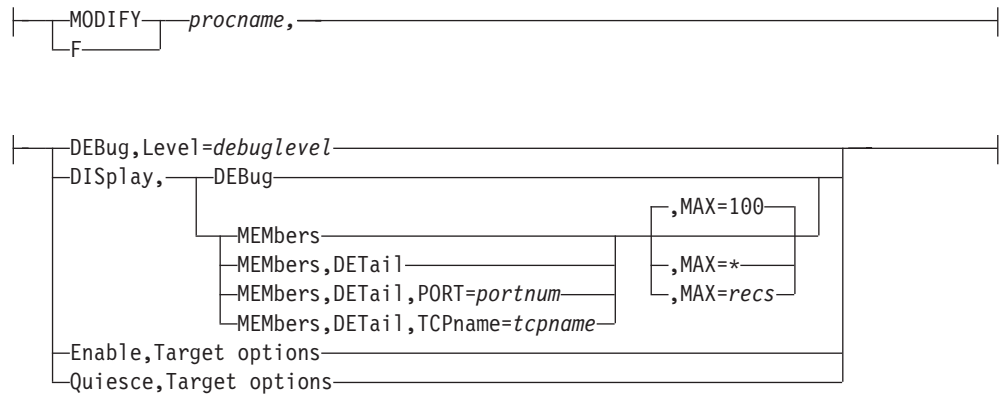 MODIFY procname,
F
DEBug,Level=debuglevel
DISplay, DEBug
,MAX=100
MEMbers
MEMbers,DETail ,MAX=*
MEMbers,DETail,PORT=portnum ,MAX=recs
MEMbers,DETail,TCPname=tcpname
Enable,Target options
Quiesce,Target options